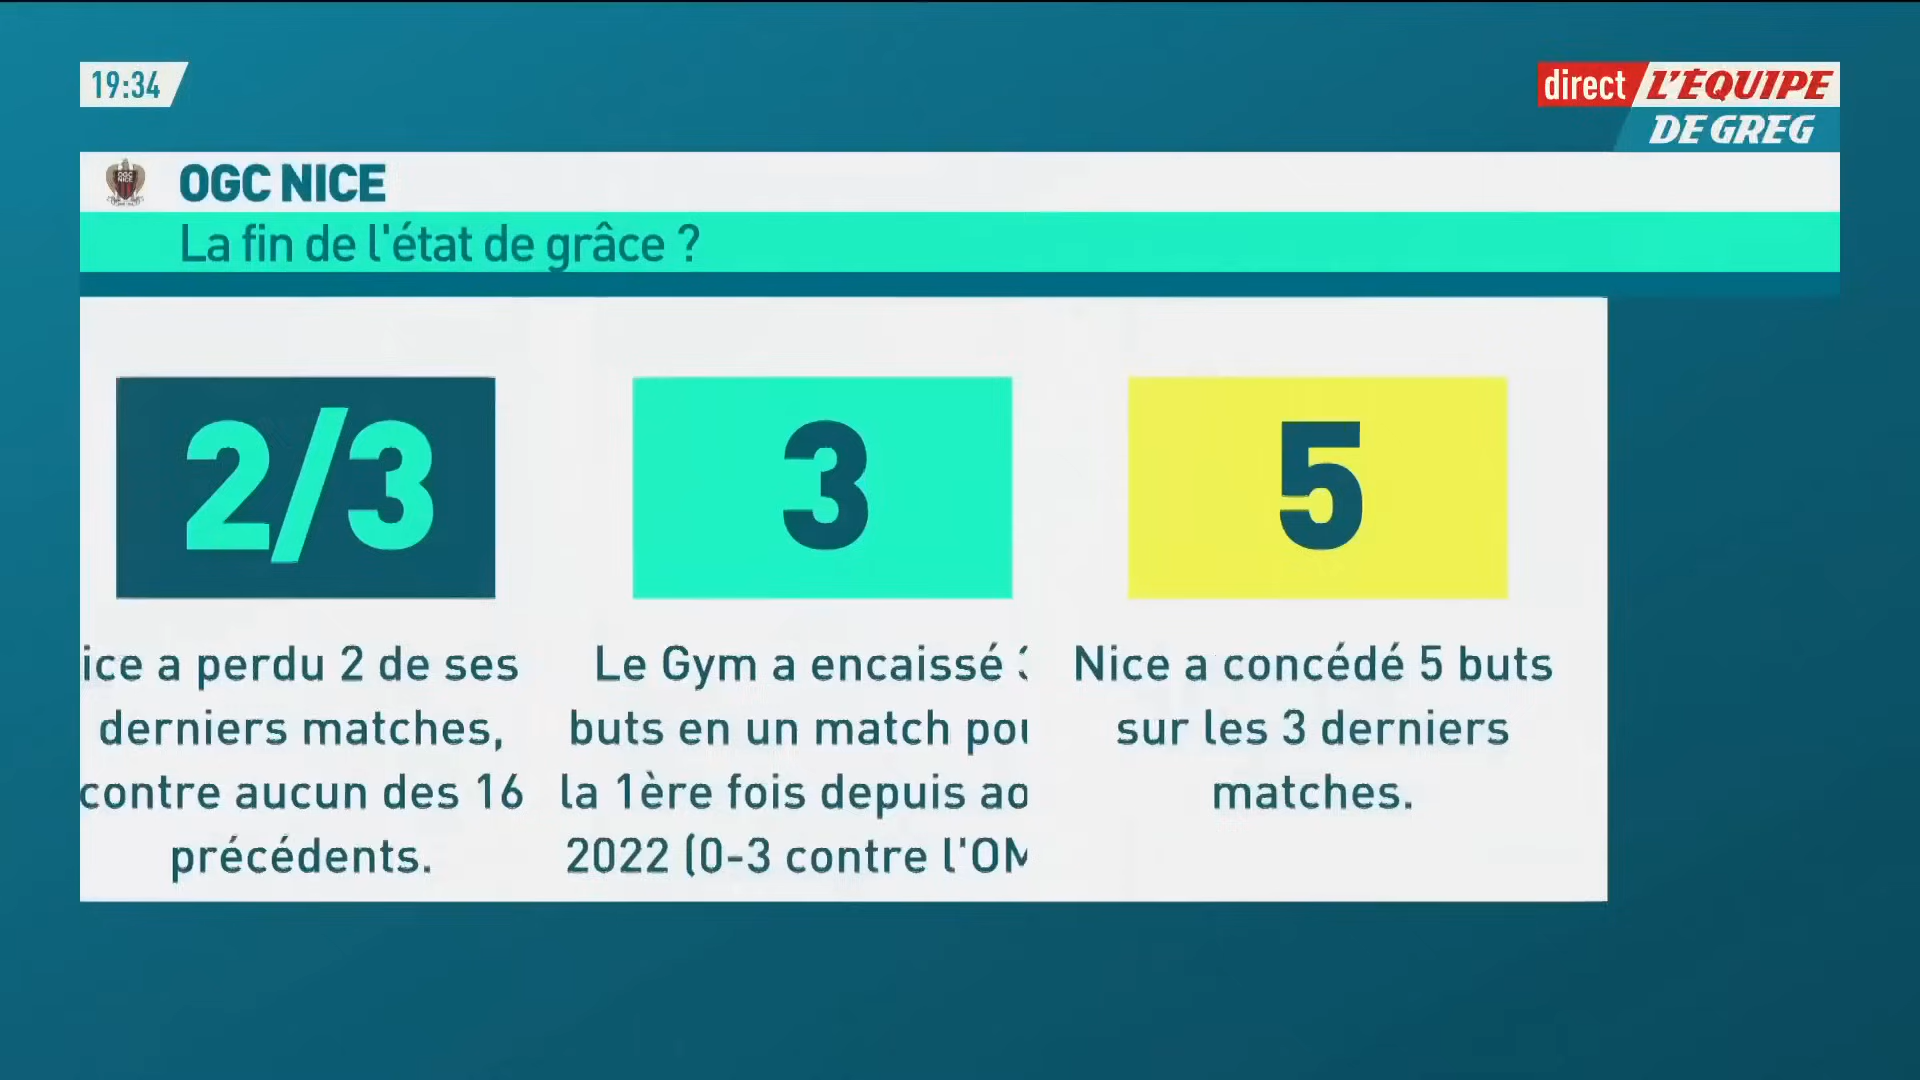 19:34
direct L'ÉQUIPE
DE GREG
OGC NICE
OGC NICE
La fin de l'état de grâce ?
2/3
3
5
ice a perdu 2 de ses
derniers matches,
contre aucun des 16
précédents.
Le Gym a encaissé
buts en un match
la 1ère fois depuis
2022 (0-3 contre
Nice a concédé 5 buts
sur les 3 derniers
matches.